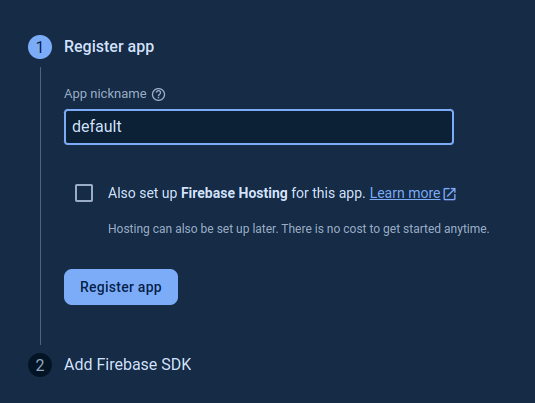 1 Register app
App nickname
default
Also set up Firebase Hosting for this app. Learn more
Hosting can also be set up later. There is no cost to get started anytime.
Register app
2 Add Firebase SDK